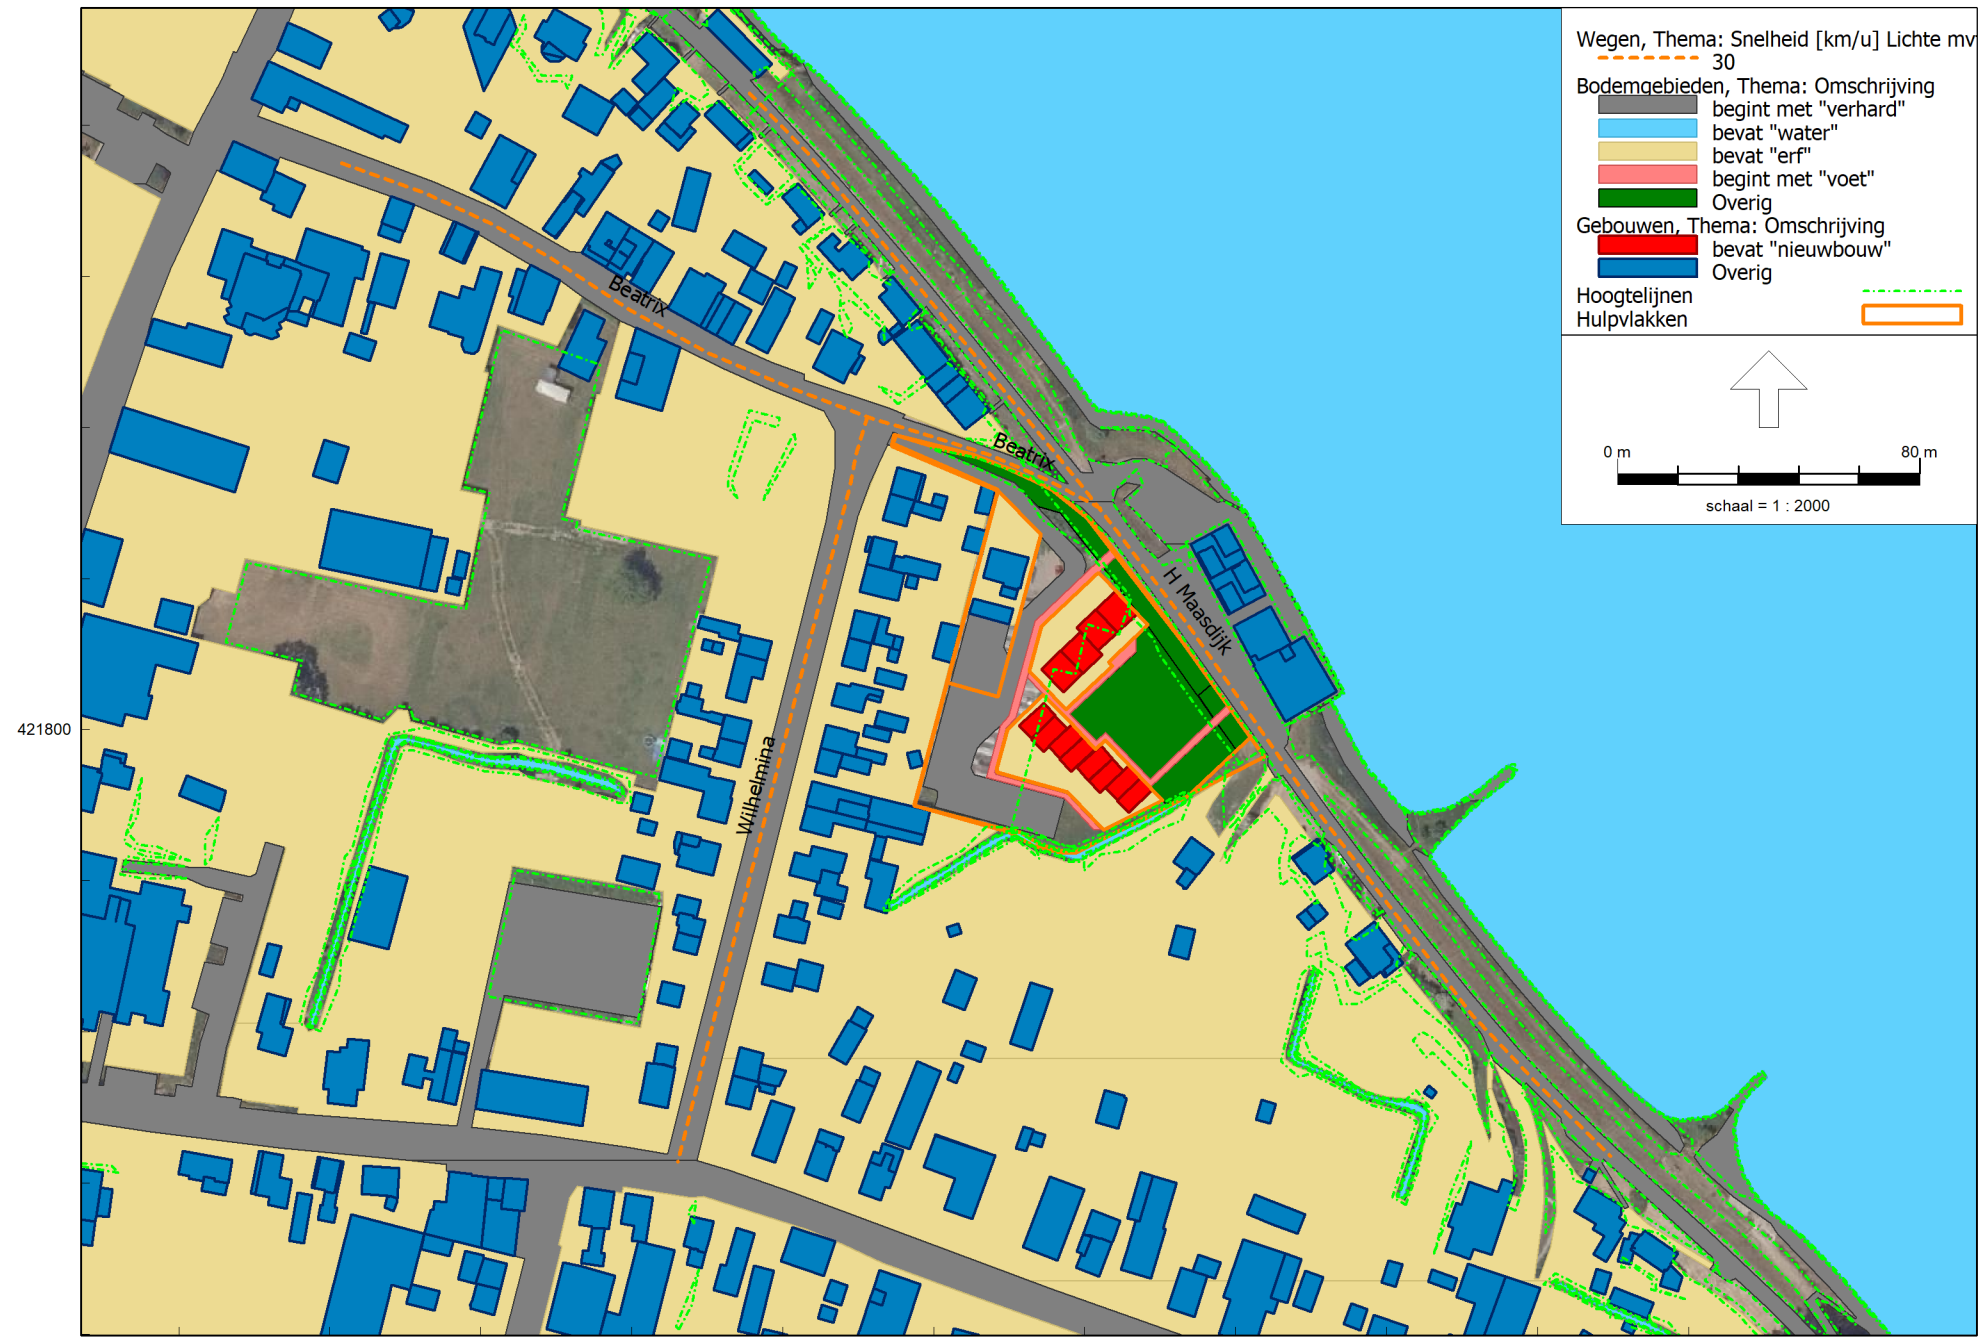 Wegen, Thema: Snelheid [km/u] Lichte mv
30
Bodemgebieden, Thema: Omschrijving
begint met "verhard"
bevat "water"
bevat "erf"
begint met "voet"
Overig
Gebouwen, Thema: Omschrijving
bevat "nieuwbouw"
Overig
Hoogtelijnen
Hulpvlakken
0 m
80 m
schaal = 1 : 2000
Beatrix
Beatrix
H Maasdijk
Wilhelmina
421800